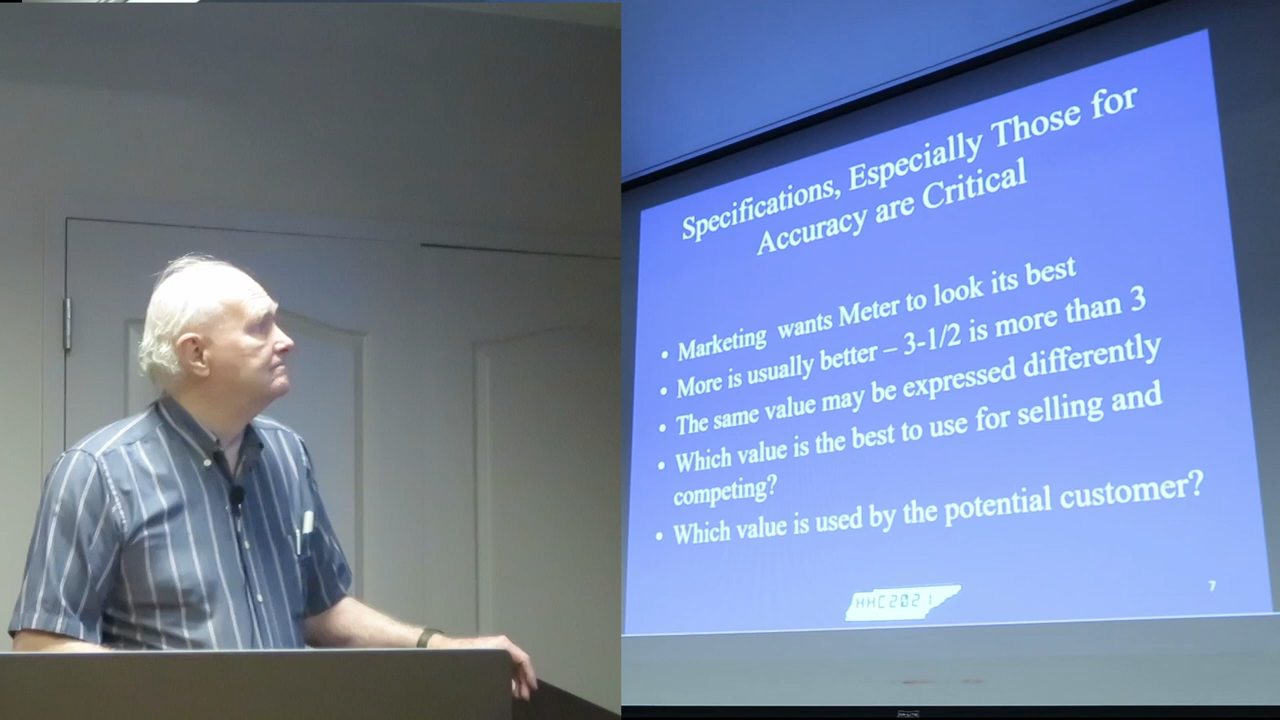 Specifications, Especially Those for
Accuracy are Critical
• Marketing wants Meter to look its best
• More is usually better – 3-1/2 is more than 3
• The same value may be expressed differently
• Which value is the best to use for selling and
competing?
• Which value is used by the potential customer?
HHC2021
7